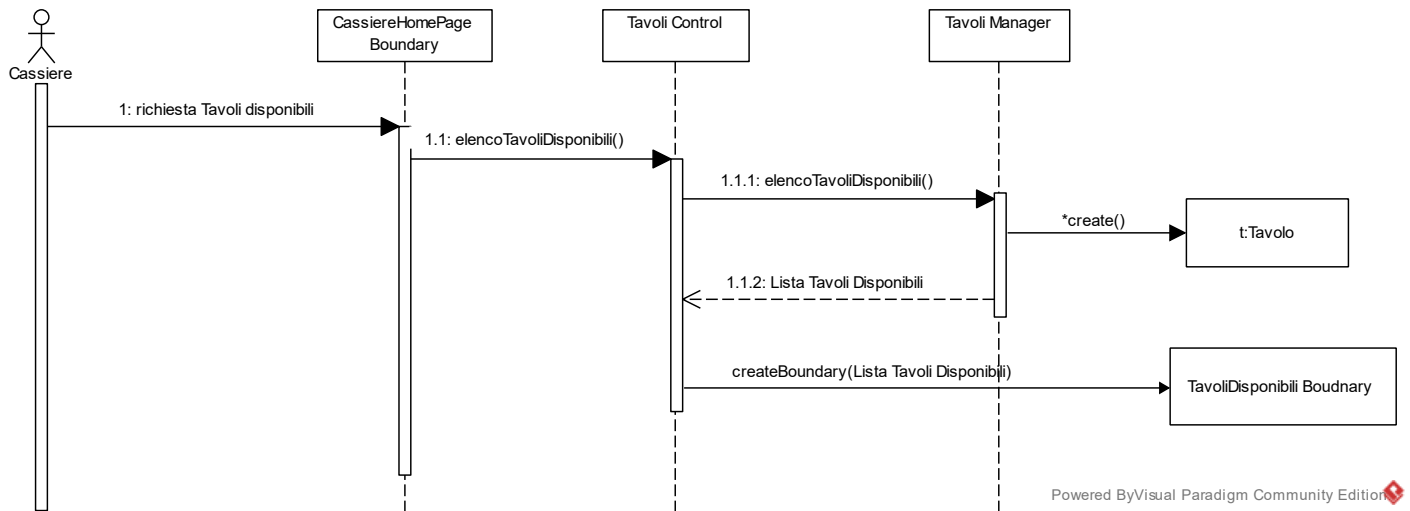 CassiereHomePage
Boundary
Tavoli Control
Tavoli Manager
Cassiere
1: richiesta Tavoli disponibili
1.1: elencoTavoliDisponibili()
1.1.1: elencoTavoliDisponibili()
*create()
t:Tavolo
1.1.2: Lista Tavoli Disponibili
createBoundary(Lista Tavoli Disponibili)
TavoliDisponibili Boudnary
Powered ByVisual Paradigm Community Edition